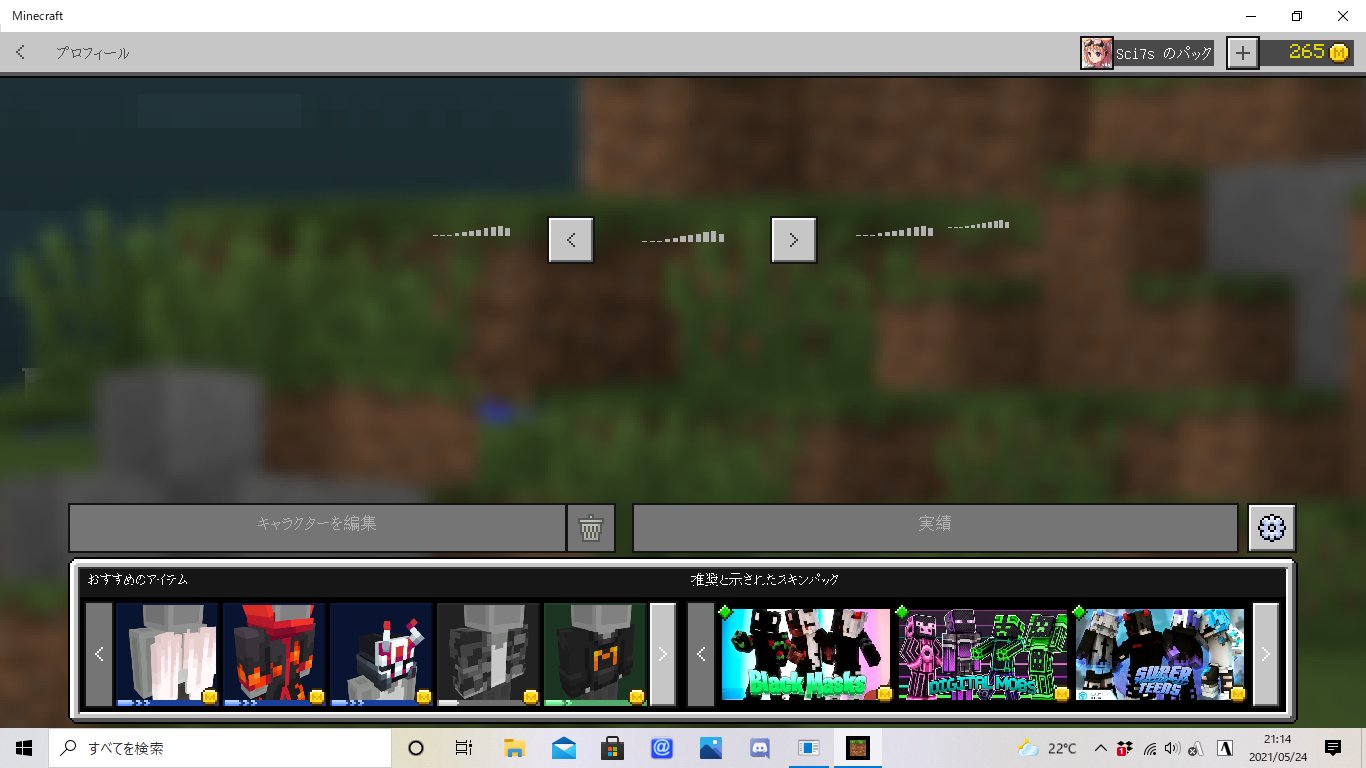 Minecraft
プロフィール
Sci7s のパック
265
キャラクターを編集
実績
おすすめのアイテム
推奨と示されたスキンパック
Black Masks
DIGITAL MOBS
SUPER TEENS
すべてを検索
22℃
21:14
2021/05/24